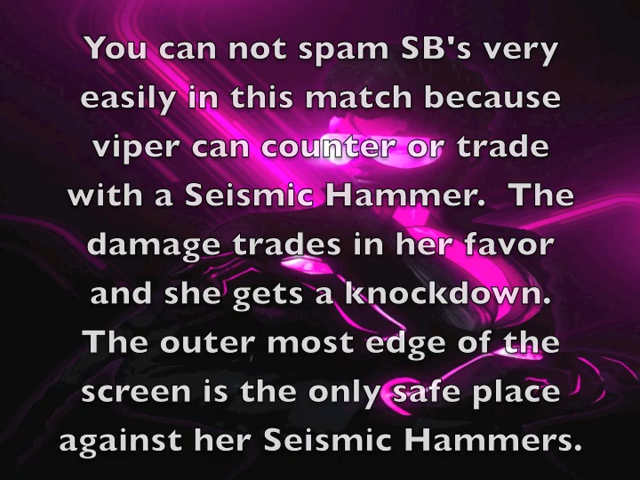 You can not spam SB's very
easily in this match because
viper can counter or trade
with a Seismic Hammer.  The
damage trades in her favor
and she gets a knockdown.
The outer most edge of the
screen is the only safe place
against her Seismic Hammers.